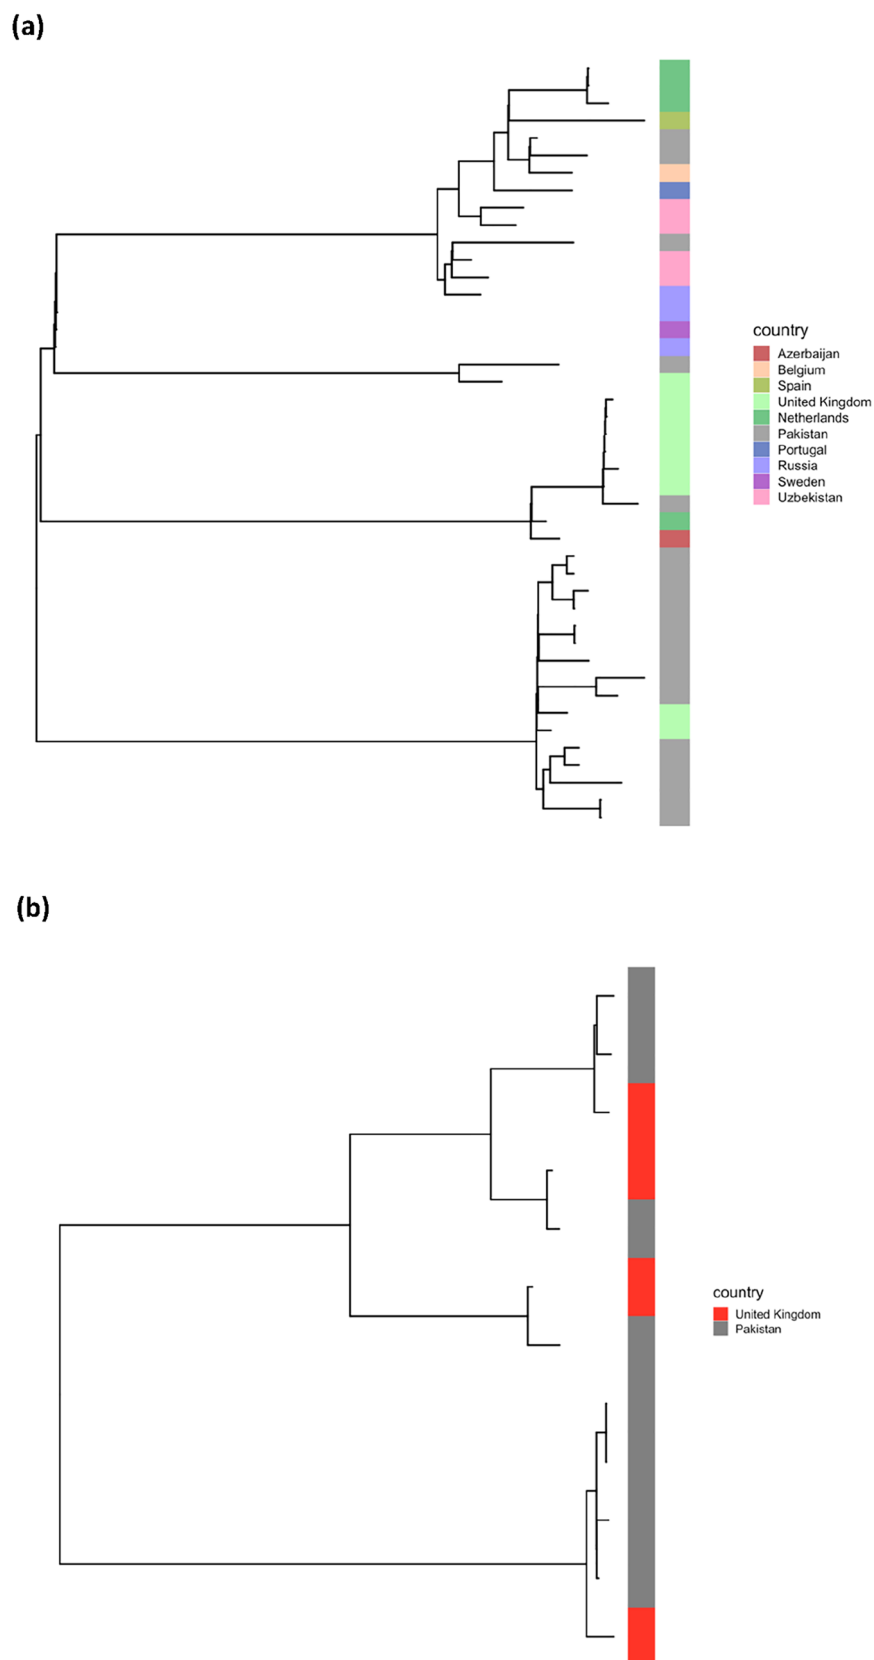 (a)
country
Azerbaijan
Belgium
Spain
United Kingdom
Netherlands
Pakistan
Portugal
Russia
Sweden
Uzbekistan
(b)
country
United Kingdom
Pakistan